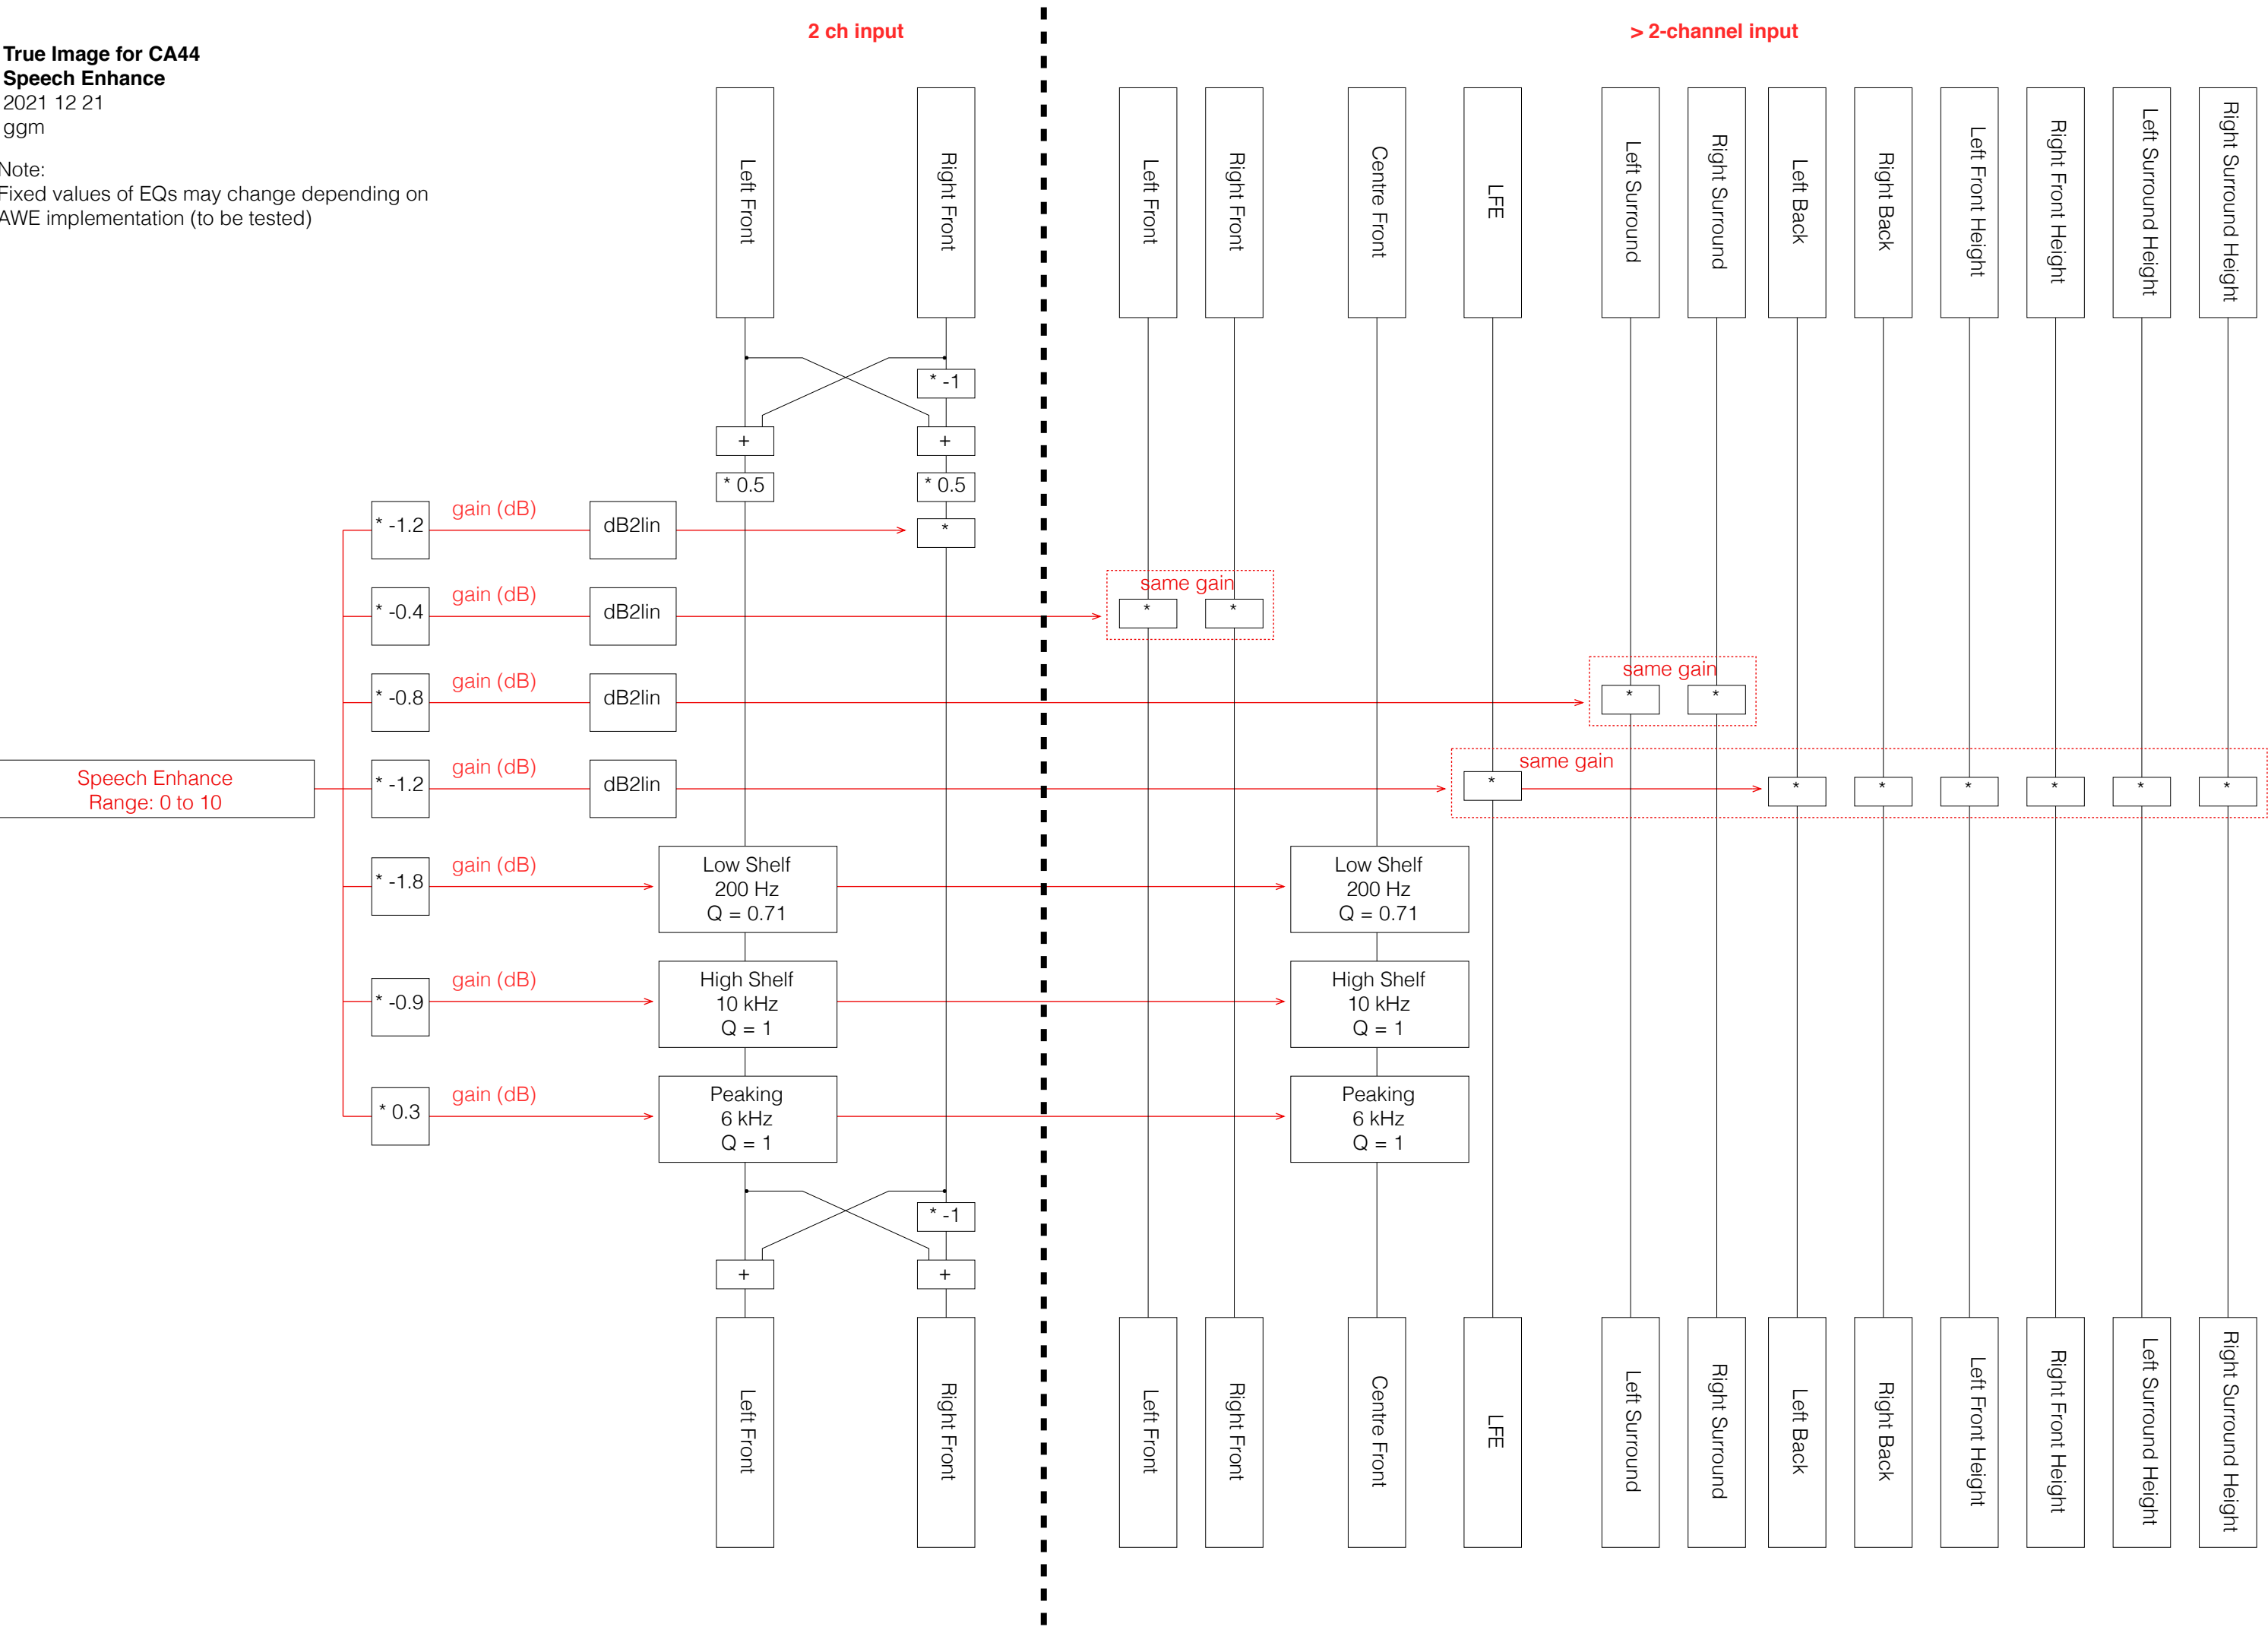 2 ch input
> 2-channel input
True Image for CA44
Speech Enhance
2021 12 21
ggm
Note:
Fixed values of EQs may change depending on
AWE implementation (to be tested)
Left Front
Right Front
Left Front
Right Front
Centre Front
LFE
Left Surround
Right Surround
Left Back
Right Back
Left Front Height
Right Front Height
Left Surround Height
Right Surround Height
* -1
+
+
* 0.5
* 0.5
* -1.2
gain (dB)
dB2lin
*
* -0.4
gain (dB)
dB2lin
same gain
*
*
* -0.8
gain (dB)
dB2lin
same gain
*
*
Speech Enhance
Range: 0 to 10
* -1.2
gain (dB)
dB2lin
same gain
*
*
*
*
*
*
*
* -1.8
gain (dB)
Low Shelf
200 Hz
Q = 0.71
Low Shelf
200 Hz
Q = 0.71
* -0.9
gain (dB)
High Shelf
10 kHz
Q = 1
High Shelf
10 kHz
Q = 1
* 0.3
gain (dB)
Peaking
6 kHz
Q = 1
Peaking
6 kHz
Q = 1
* -1
+
+
Left Front
Right Front
Left Front
Right Front
Centre Front
LFE
Left Surround
Right Surround
Left Back
Right Back
Left Front Height
Right Front Height
Left Surround Height
Right Surround Height